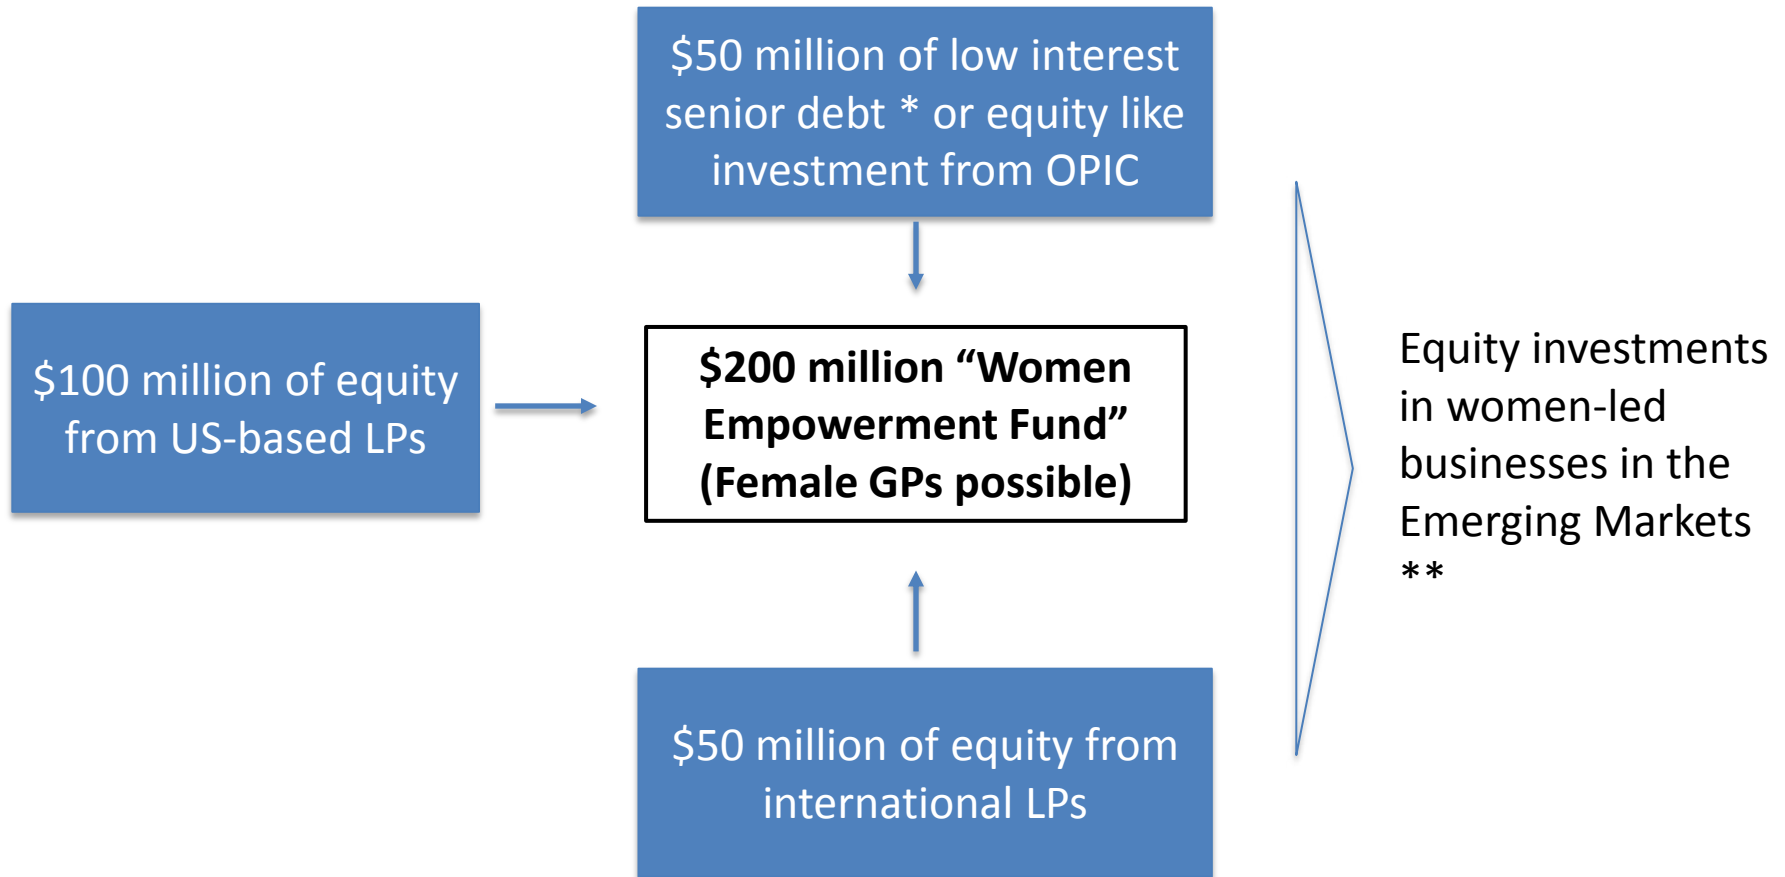 $50 million of low interest
senior debt * or equity like
investment from OPIC
$100 million of equity
from US-based LPs
$200 million “Women
Empowerment Fund”
(Female GPs possible)
Equity investments
in women-led
businesses in the
Emerging Markets
**
$50 million of equity from
international LPs